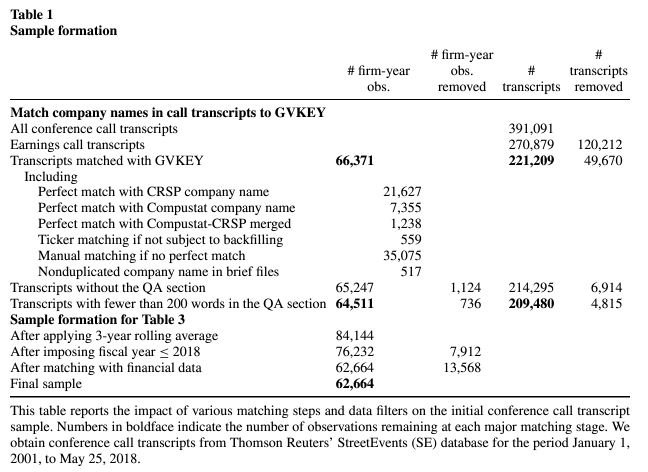 Table 1
Sample formation
# firm-year obs. # firm-year obs. removed # transcripts # transcripts removed
Match company names in call transcripts to GVKEY
All conference call transcripts 391,091
Earnings call transcripts 270,879 120,212
Transcripts matched with GVKEY 66,371 221,209 49,670
Including
Perfect match with CRSP company name 21,627
Perfect match with Compustat company name 7,355
Perfect match with Compustat-CRSP merged 1,238
Ticker matching if not subject to backfilling 559
Manual matching if no perfect match 35,075
Nonduplicated company name in brief files 517
Transcripts without the QA section 65,247 1,124 214,295 6,914
Transcripts with fewer than 200 words in the QA section 64,511 736 209,480 4,815
Sample formation for Table 3
After applying 3-year rolling average 84,144
After imposing fiscal year ≤ 2018 76,232 7,912
After matching with financial data 62,664 13,568
Final sample 62,664
This table reports the impact of various matching steps and data filters on the initial conference call transcript
sample. Numbers in boldface indicate the number of observations remaining at each major matching stage. We
obtain conference call transcripts from Thomson Reuters’ StreetEvents (SE) database for the period January 1,
2001, to May 25, 2018.